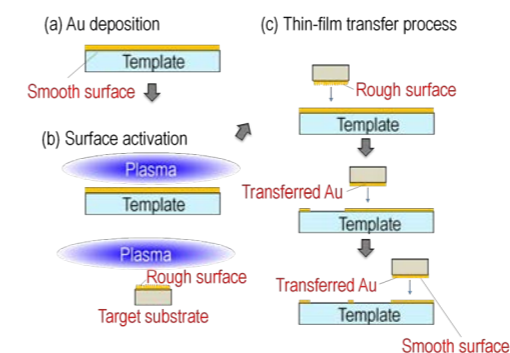 (a) Au deposition
Template
Smooth surface
(b) Surface activation
Plasma
Template
Plasma
Rough surface
Target substrate
(c) Thin-film transfer process
Rough surface
Template
Transferred Au
Template
Transferred Au
Template
Smooth surface